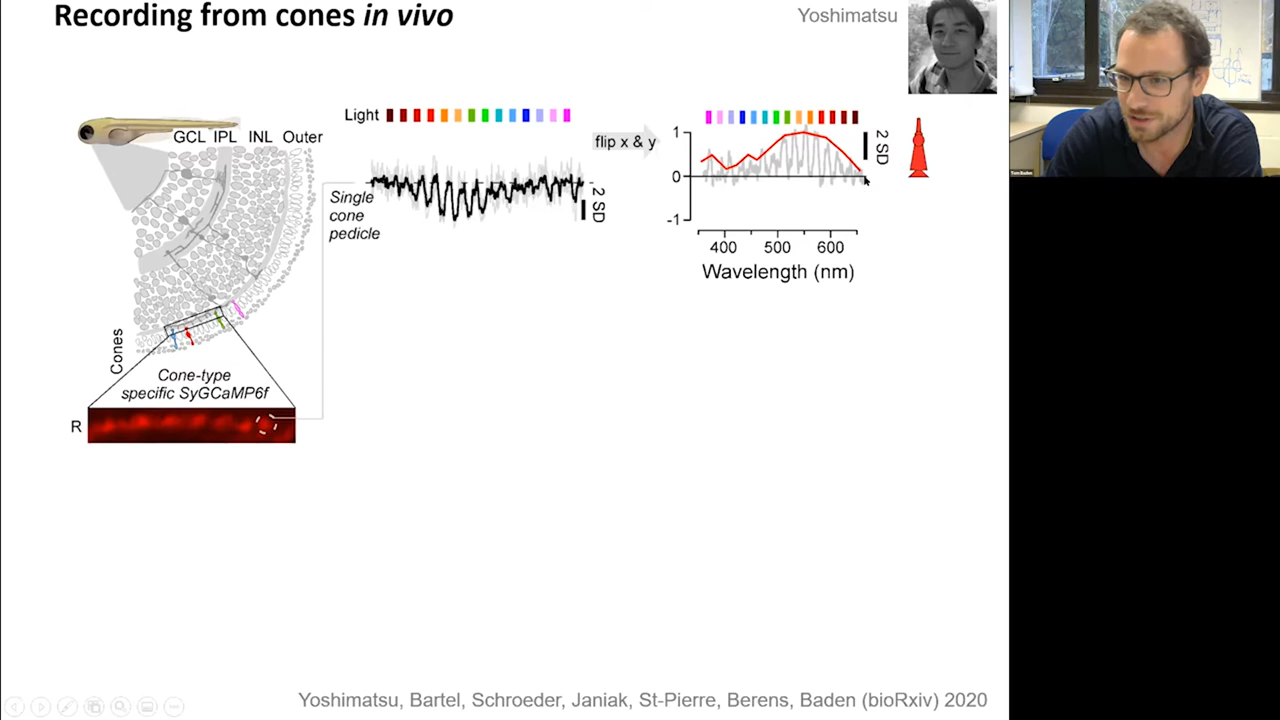 Recording from cones in vivo
Yoshimatsu
Tom Baden
GCL IPL INL Outer
Light
flip x & y
Single
cone
pedicle
2 SD
1
0
-1
2 SD
400 500 600
Wavelength (nm)
Cones
Cone-type
specific SyGCaMP6f
R
Yoshimatsu, Bartel, Schroeder, Janiak, St-Pierre, Berens, Baden (bioRxiv) 2020